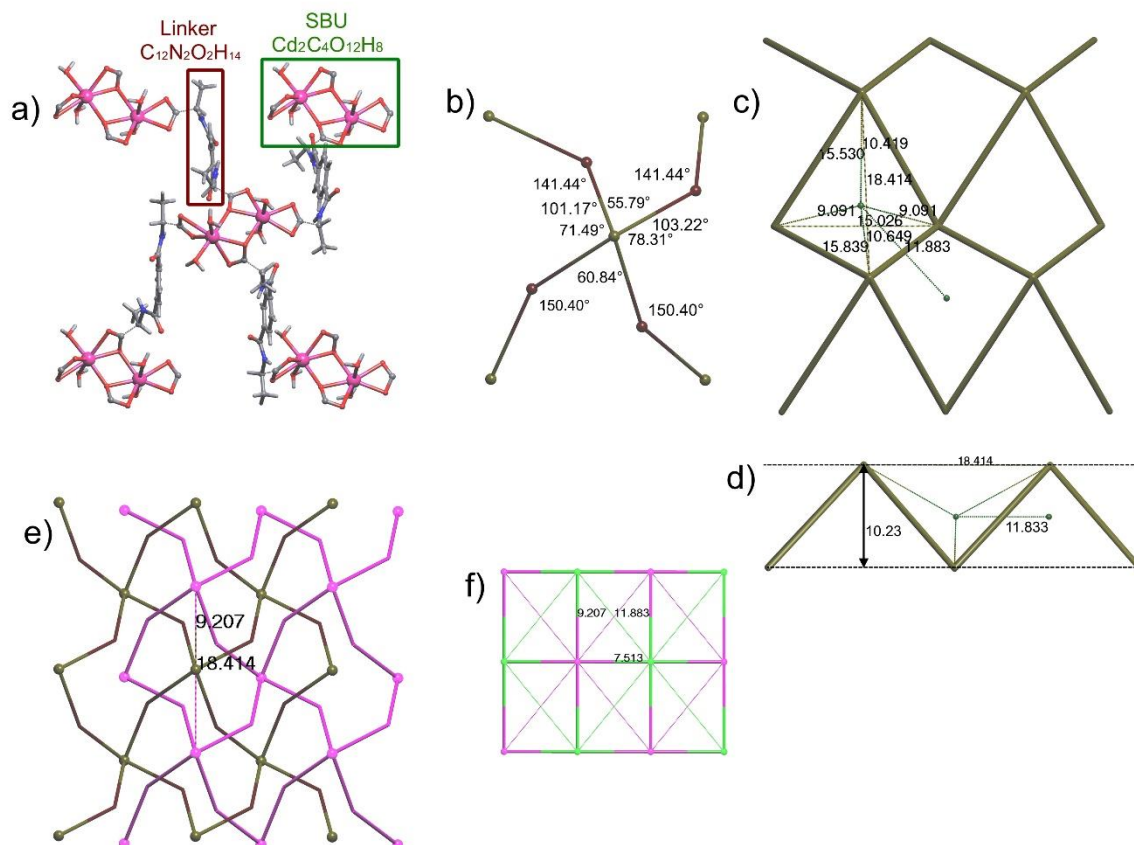 Linker
C₁₂N₂O₂H₁₄
SBU
Cd₂C₄O₁₂H₈
a)
b)
141.44°
55.79°
141.44°
101.17°
103.22°
71.49°
78.31°
60.84°
150.40°
150.40°
c)
10.419
15.530
18.414
9.091
9.091
15.026
10.649
15.839
11.883
d)
18.414
10.23
11.833
e)
9.207
18.414
f)
9.207
11.883
7.513